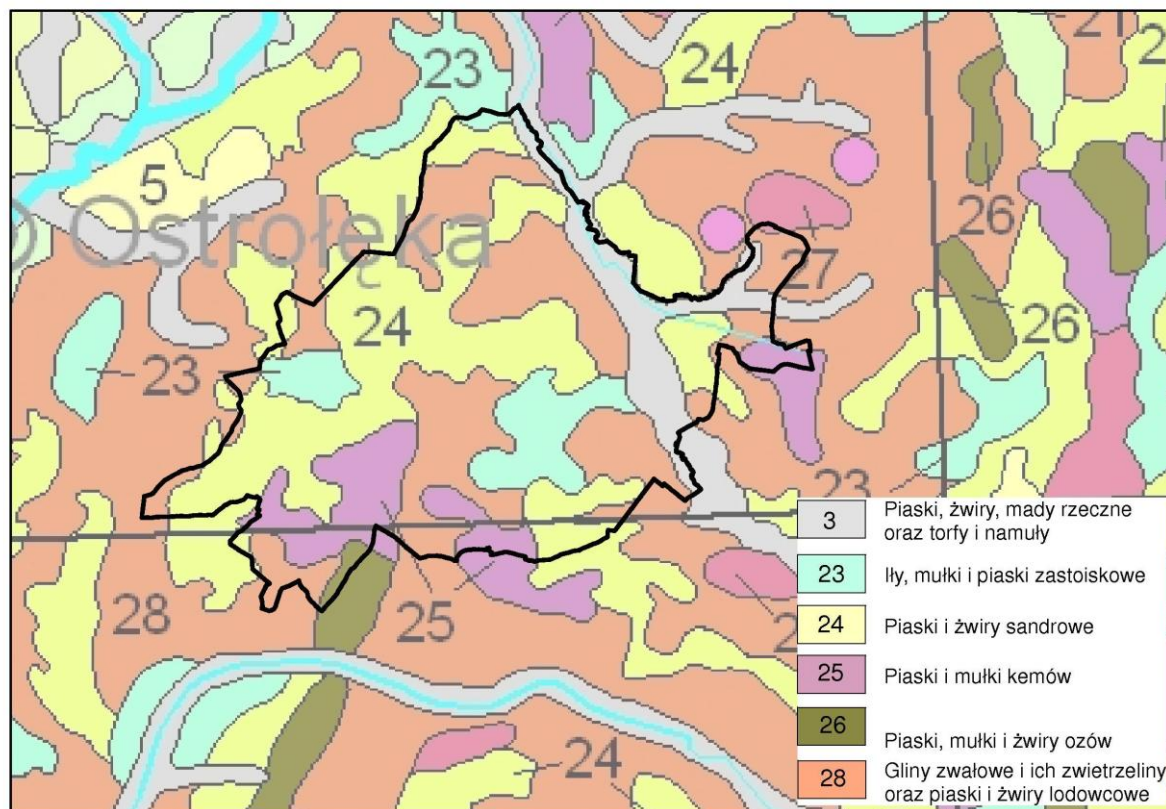 23
24
21
2
5
26
© Ostrołęka
27
24
26
23
23
28
25
2
24
3 Piaski, żwiry, mady rzeczne
oraz torfy i namuły
23 Iły, mułki i piaski zastoiskowe
24 Piaski i żwiry sandrowe
25 Piaski i mułki kemów
26 Piaski, mułki i żwiry ozów
28 Gliny zwałowe i ich zwietrzeliny
oraz piaski i żwiry lodowcowe